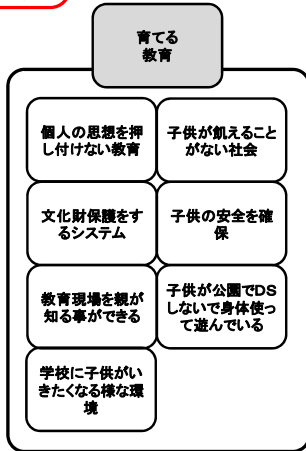 育てる
教育
個人の思想を押
し付けない教育
子供が飢えること
がない社会
文化財保護をす
るシステム
子供の安全を確
保
教育現場を親が
知る事ができる
子供が公園でDS
しないで身体使っ
て遊んでいる
学校に子供がい
きたくなる様な環
境